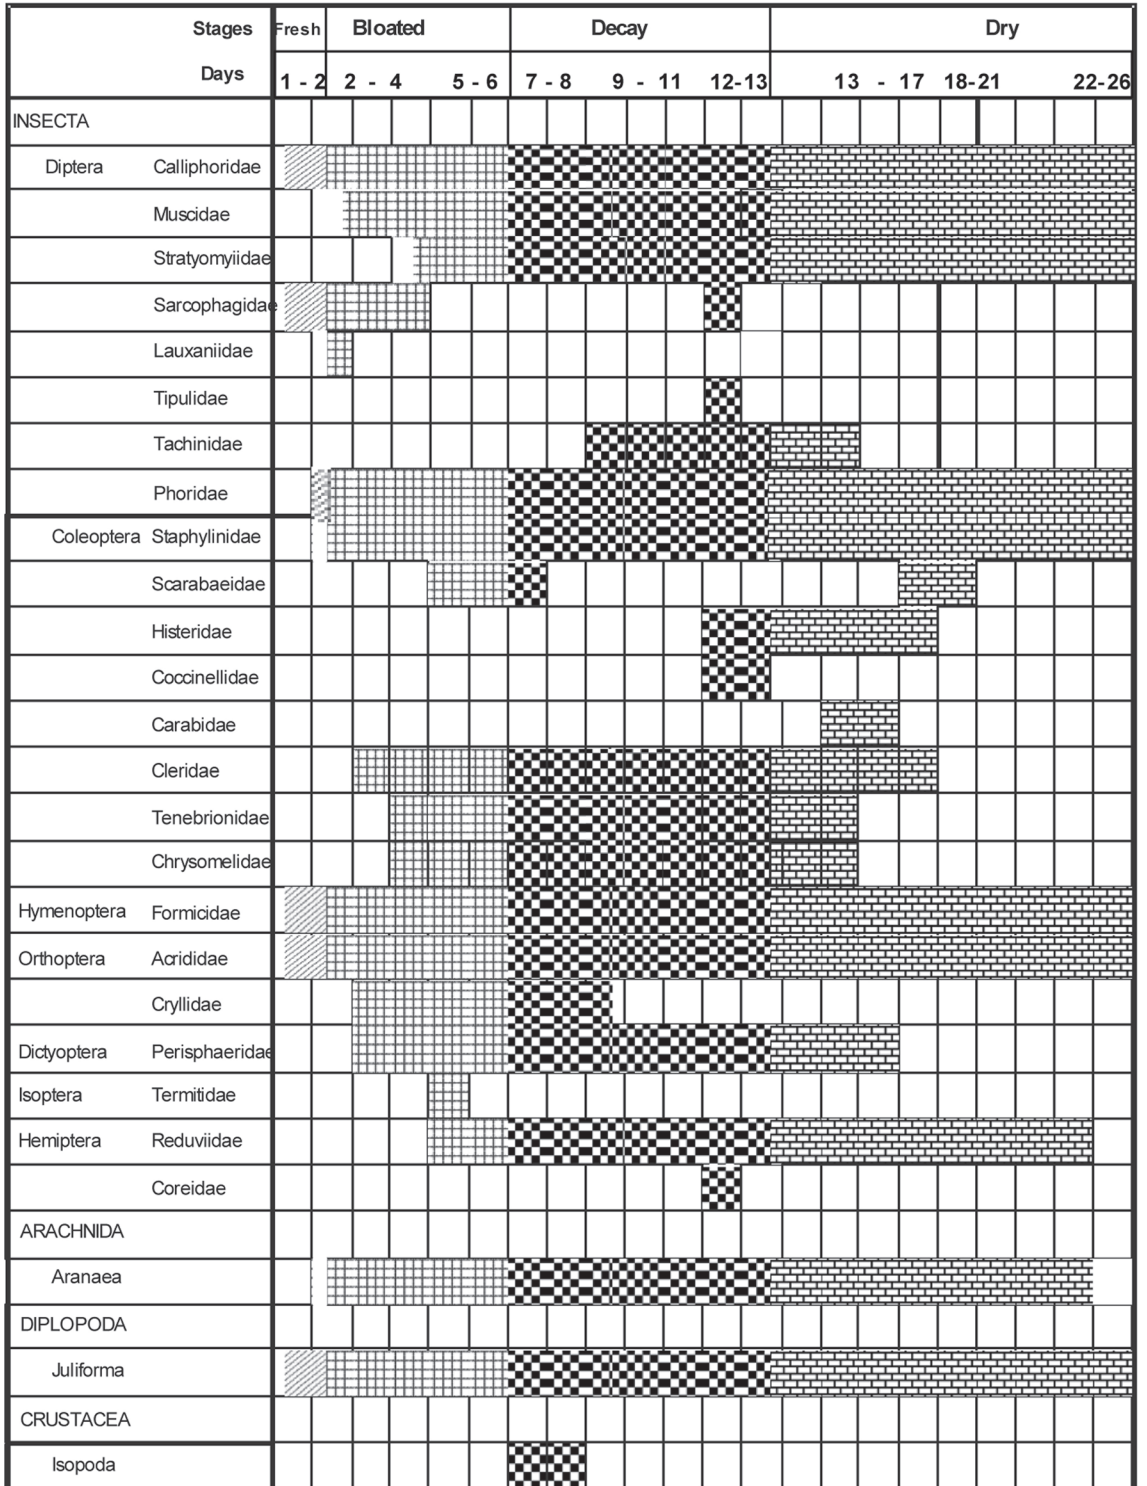 Stages Fresh Bloated Decay Dry
Days 1 - 2 2 - 4 5 - 6 7 - 8 9 - 11 12-13 13 - 17 18-21 22-26
INSECTA
Diptera Calliphoridae
Muscidae
Stratyomyiidae
Sarcophagidae
Lauxaniidae
Tipulidae
Tachinidae
Phoridae
Coleoptera Staphylinidae
Scarabaeidae
Histeridae
Coccinellidae
Carabidae
Cleridae
Tenebrionidae
Chrysomelidae
Hymenoptera Formicidae
Orthoptera Acrididae
Cryllidae
Dictyoptera Perisphaeridae
Isoptera Termitidae
Hemiptera Reduviidae
Coreidae
ARACHNIDA
Aranaea
DIPLOPODA
Juliforma
CRUSTACEA
Isopoda